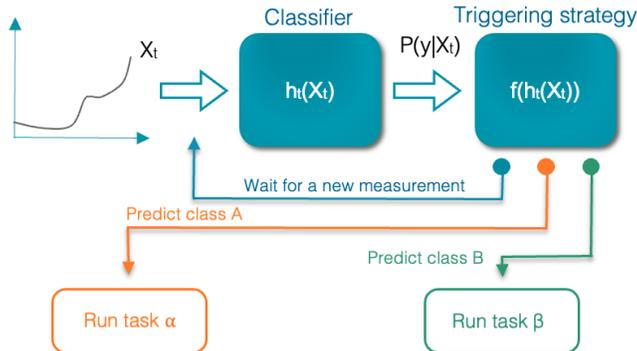 Classifier
Triggering strategy
Xt
P(y|Xt)
ht(Xt)
f(ht(Xt))
Wait for a new measurement
Predict class A
Predict class B
Run task α
Run task β